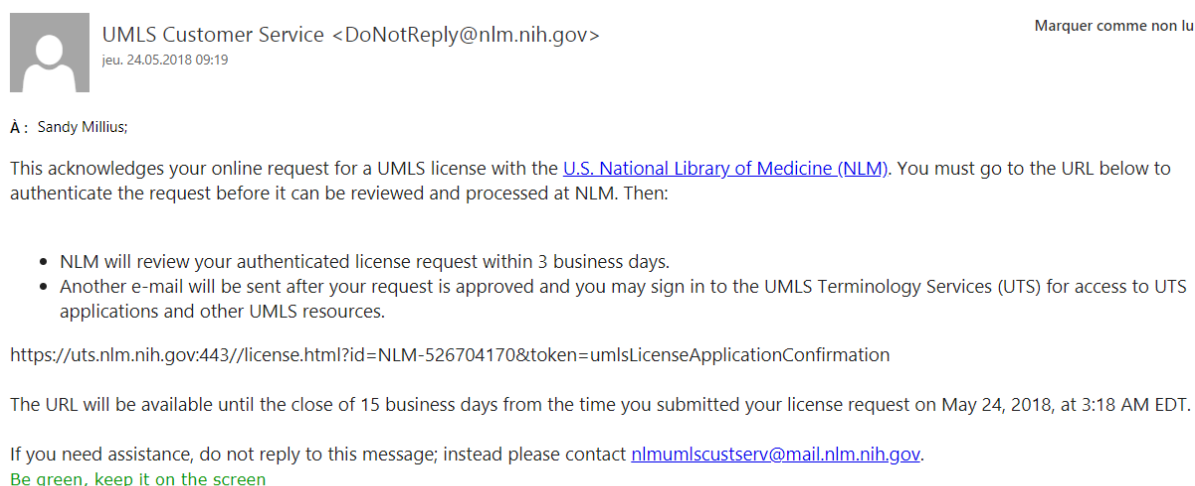 UMLS Customer Service <DoNotReply@nlm.nih.gov>
Marquer comme non lu
jeu. 24.05.2018 09:19
À : Sandy Millius;
This acknowledges your online request for a UMLS license with the U.S. National Library of Medicine (NLM). You must go to the URL below to
authenticate the request before it can be reviewed and processed at NLM. Then:
• NLM will review your authenticated license request within 3 business days.
• Another e-mail will be sent after your request is approved and you may sign in to the UMLS Terminology Services (UTS) for access to UTS
applications and other UMLS resources.
https://uts.nlm.nih.gov:443//license.html?id=NLM-526704170&token=umlsLicenseApplicationConfirmation
The URL will be available until the close of 15 business days from the time you submitted your license request on May 24, 2018, at 3:18 AM EDT.
If you need assistance, do not reply to this message; instead please contact nlmumlscustserv@mail.nlm.nih.gov.
Be green, keep it on the screen